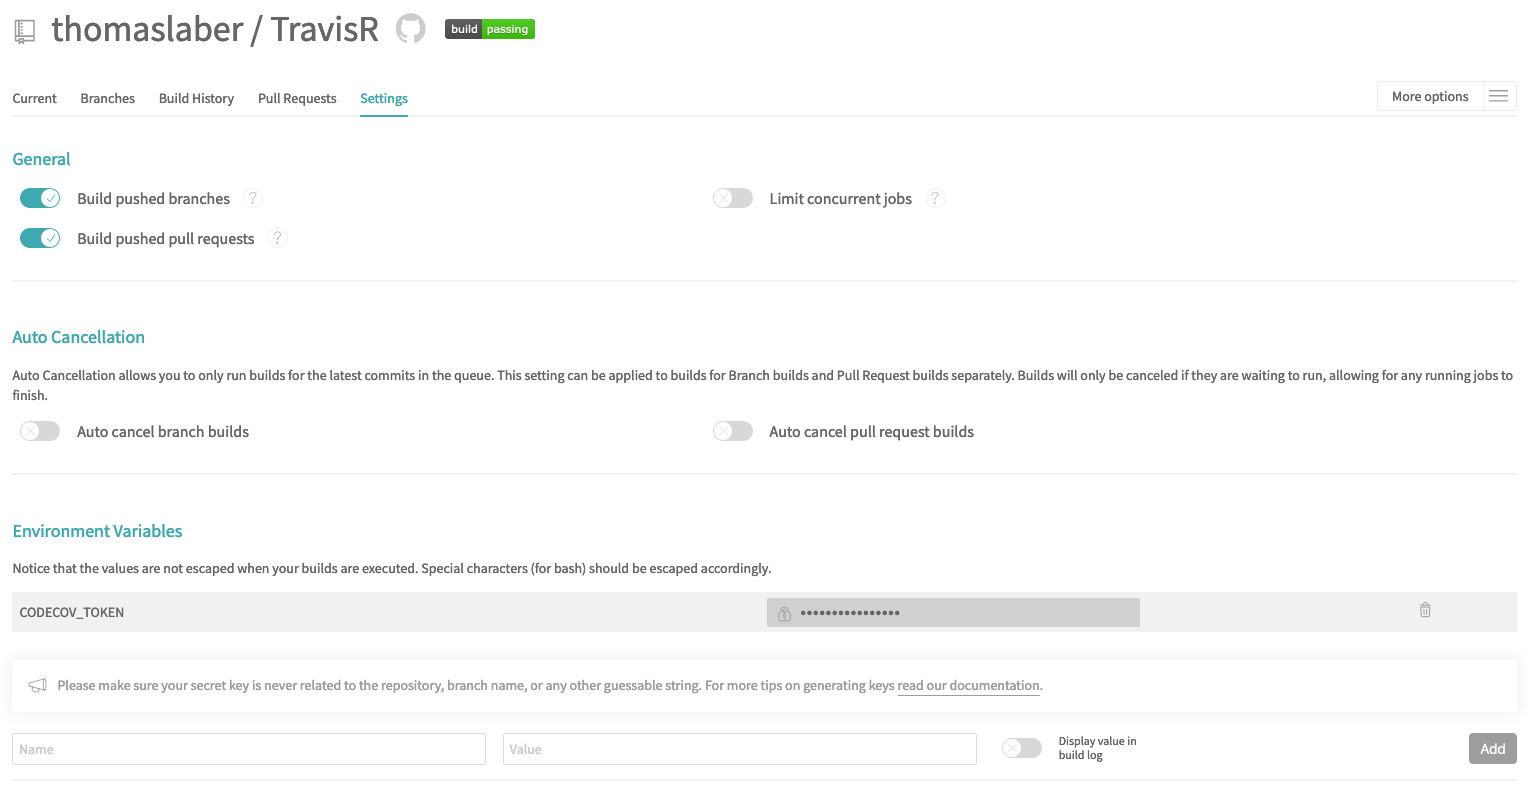 thomaslaber / TravisR
build passing
Current Branches Build History Pull Requests Settings More options
General
Build pushed branches ? Limit concurrent jobs ?
Build pushed pull requests ?
Auto Cancellation
Auto Cancellation allows you to only run builds for the latest commits in the queue. This setting can be applied to builds for Branch builds and Pull Request builds separately. Builds will only be canceled if they are waiting to run, allowing for any running jobs to
finish.
Auto cancel branch builds Auto cancel pull request builds
Environment Variables
Notice that the values are not escaped when your builds are executed. Special characters (for bash) should be escaped accordingly.
CODECOV_TOKEN ••••••••••••••••
Please make sure your secret key is never related to the repository, branch name, or any other guessable string. For more tips on generating keys read our documentation.
Name Value Display value in
build log
Add